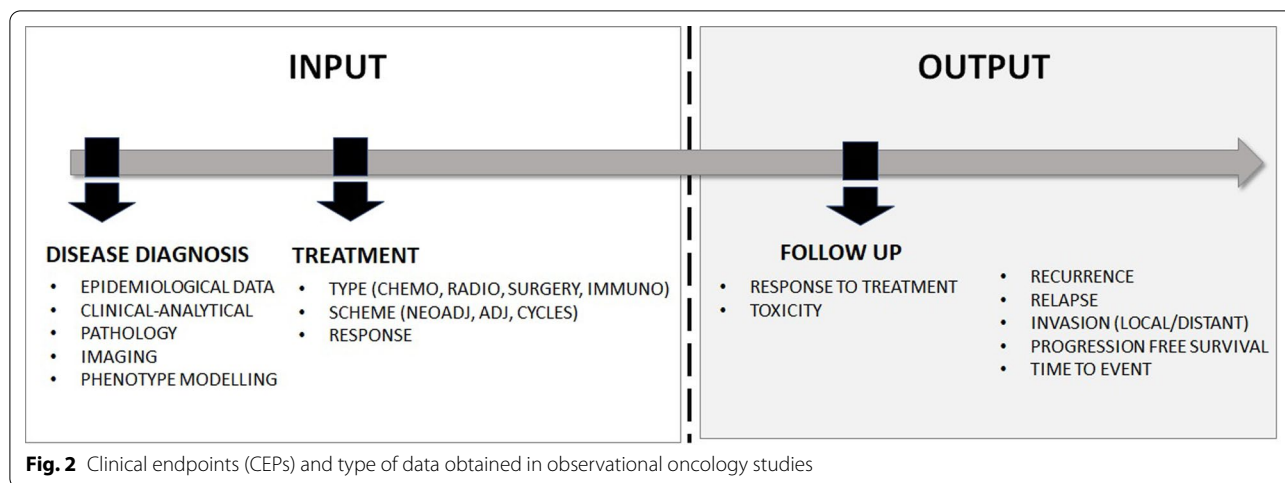 INPUT
OUTPUT
DISEASE DIAGNOSIS
• EPIDEMIOLOGICAL DATA
• CLINICAL-ANALYTICAL
• PATHOLOGY
• IMAGING
• PHENOTYPE MODELLING
TREATMENT
• TYPE (CHEMO, RADIO, SURGERY, IMMUNO)
• SCHEME (NEOADJ, ADJ, CYCLES)
• RESPONSE
FOLLOW UP
• RESPONSE TO TREATMENT
• TOXICITY
• RECURRENCE
• RELAPSE
• INVASION (LOCAL/DISTANT)
• PROGRESSION FREE SURVIVAL
• TIME TO EVENT
Fig. 2 Clinical endpoints (CEPs) and type of data obtained in observational oncology studies